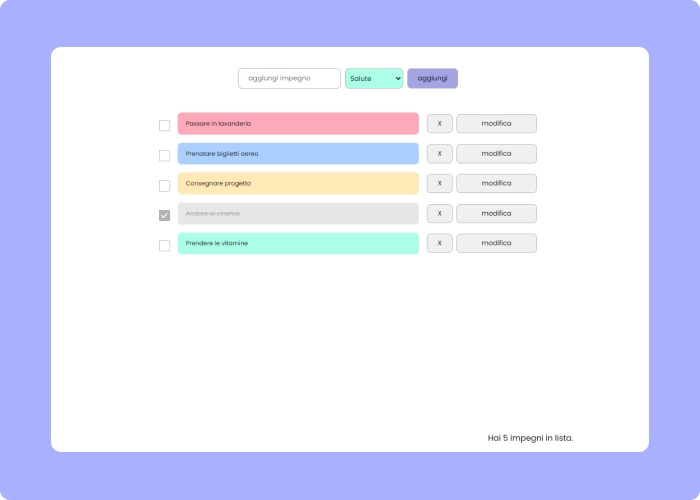 aggiungi impegno Salute aggiungi
Passare in lavanderia X modifica
Prenotare biglietti aereo X modifica
Consegnare progetto X modifica
Andare al cinema X modifica
Prendere le vitamine X modifica
Hai 5 impegni in lista.